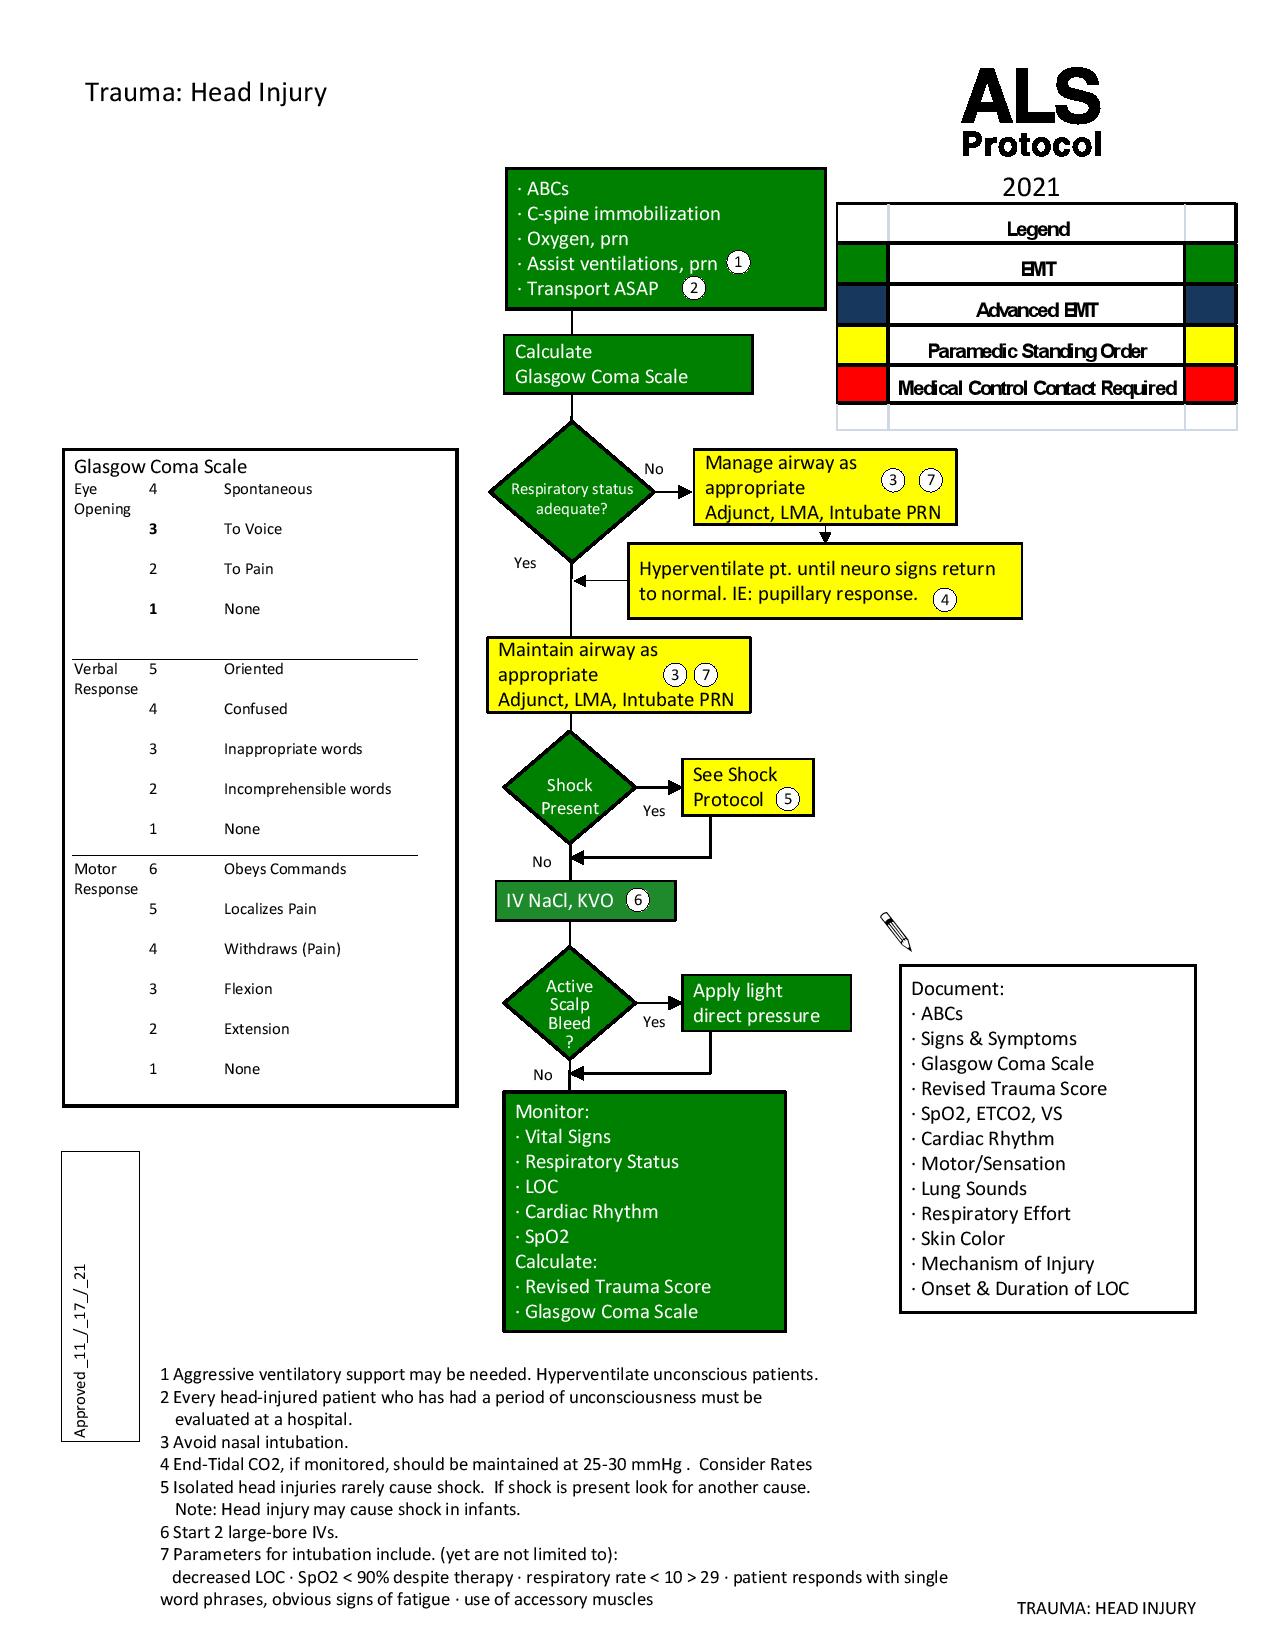 Trauma: Head Injury
ALS
Protocol
2021
Legend
EMT
Advanced EMT
Paramedic Standing Order
Medical Control Contact Required
· ABCs
· C-spine immobilization
· Oxygen, prn
· Assist ventilations, prn 1
· Transport ASAP 2
Calculate
Glasgow Coma Scale
Respiratory status
adequate?
No
Manage airway as
appropriate 3 7
Adjunct, LMA, Intubate PRN
Yes
Hyperventilate pt. until neuro signs return
to normal. IE: pupillary response. 4
Maintain airway as
appropriate 3 7
Adjunct, LMA, Intubate PRN
Shock
Present
Yes
See Shock
Protocol 5
No
IV NaCl, KVO 6
Active
Scalp
Bleed
?
Yes
Apply light
direct pressure
No
Monitor:
· Vital Signs
· Respiratory Status
· LOC
· Cardiac Rhythm
· SpO2
Calculate:
· Revised Trauma Score
· Glasgow Coma Scale
Glasgow Coma Scale
Eye 4 Spontaneous
Opening
3 To Voice
2 To Pain
1 None
Verbal 5 Oriented
Response
4 Confused
3 Inappropriate words
2 Incomprehensible words
1 None
Motor 6 Obeys Commands
Response
5 Localizes Pain
4 Withdraws (Pain)
3 Flexion
2 Extension
1 None
Document:
· ABCs
· Signs & Symptoms
· Glasgow Coma Scale
· Revised Trauma Score
· SpO2, ETCO2, VS
· Cardiac Rhythm
· Motor/Sensation
· Lung Sounds
· Respiratory Effort
· Skin Color
· Mechanism of Injury
· Onset & Duration of LOC
Approved _11_/_17_/_21
1 Aggressive ventilatory support may be needed. Hyperventilate unconscious patients.
2 Every head-injured patient who has had a period of unconsciousness must be
evaluated at a hospital.
3 Avoid nasal intubation.
4 End-Tidal CO2, if monitored, should be maintained at 25-30 mmHg . Consider Rates
5 Isolated head injuries rarely cause shock. If shock is present look for another cause.
Note: Head injury may cause shock in infants.
6 Start 2 large-bore IVs.
7 Parameters for intubation include. (yet are not limited to):
decreased LOC · SpO2 < 90% despite therapy · respiratory rate < 10 > 29 · patient responds with single
word phrases, obvious signs of fatigue · use of accessory muscles
TRAUMA: HEAD INJURY